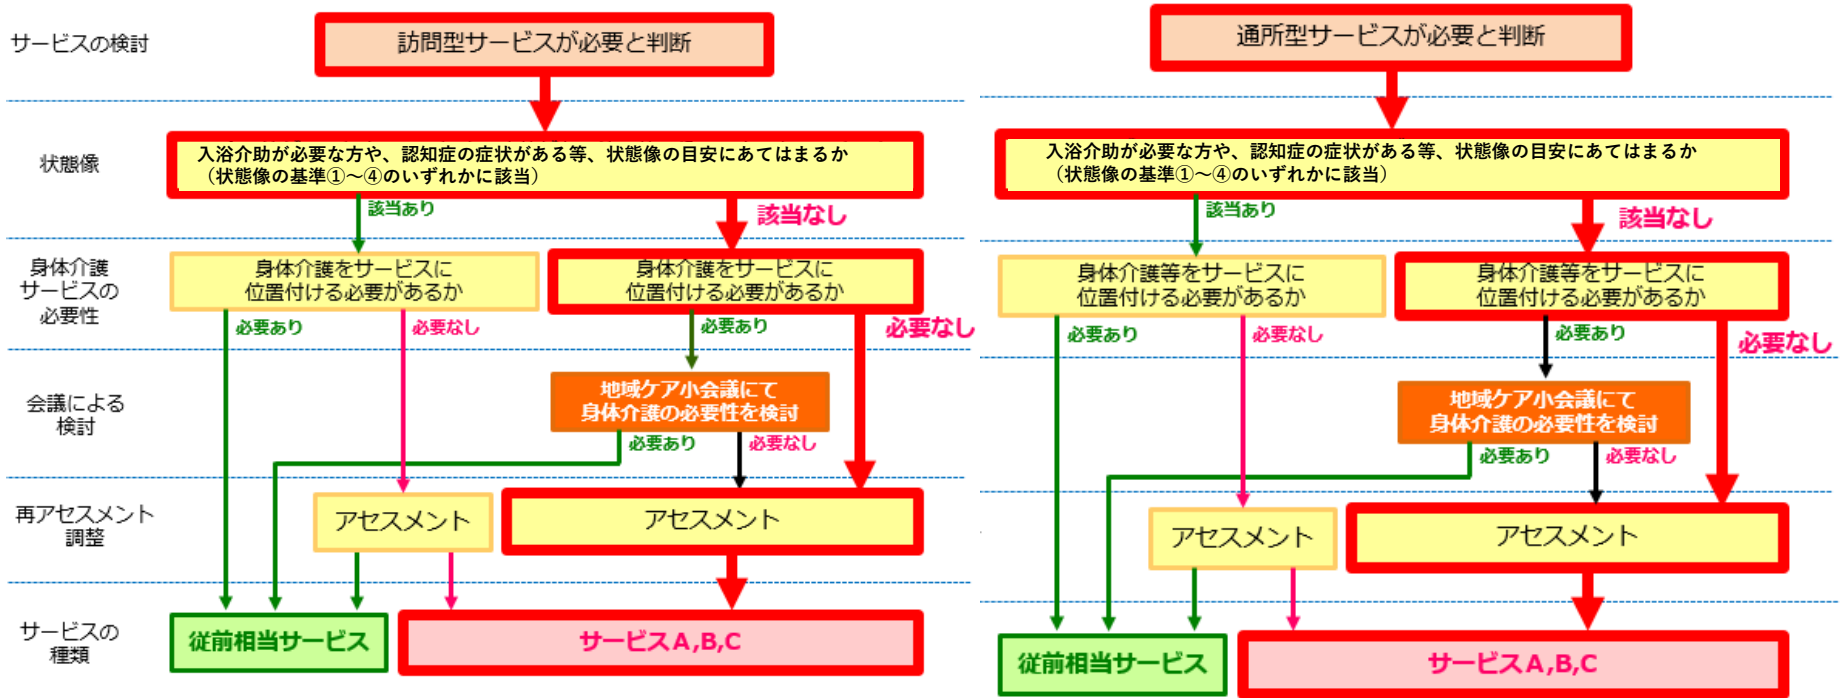 サービスの検討
訪問型サービスが必要と判断
状態像
入浴介助が必要な方や、認知症の症状がある等、状態像の目安にあてはまるか
（状態像の基準①～④のいずれかに該当）
該当あり
該当なし
身体介護
サービスの
必要性
身体介護をサービスに
位置付ける必要があるか
身体介護をサービスに
位置付ける必要があるか
必要あり
必要なし
必要あり
必要なし
会議による
検討
地域ケア小会議にて
身体介護の必要性を検討
必要あり
必要なし
再アセスメント
調整
アセスメント
アセスメント
サービスの
種類
従前相当サービス
サービスA,B,C
通所型サービスが必要と判断
入浴介助が必要な方や、認知症の症状がある等、状態像の目安にあてはまるか
（状態像の基準①～④のいずれかに該当）
該当あり
該当なし
身体介護等をサービスに
位置付ける必要があるか
身体介護等をサービスに
位置付ける必要があるか
必要あり
必要なし
必要あり
必要なし
地域ケア小会議にて
身体介護の必要性を検討
必要あり
必要なし
アセスメント
アセスメント
従前相当サービス
サービスA,B,C